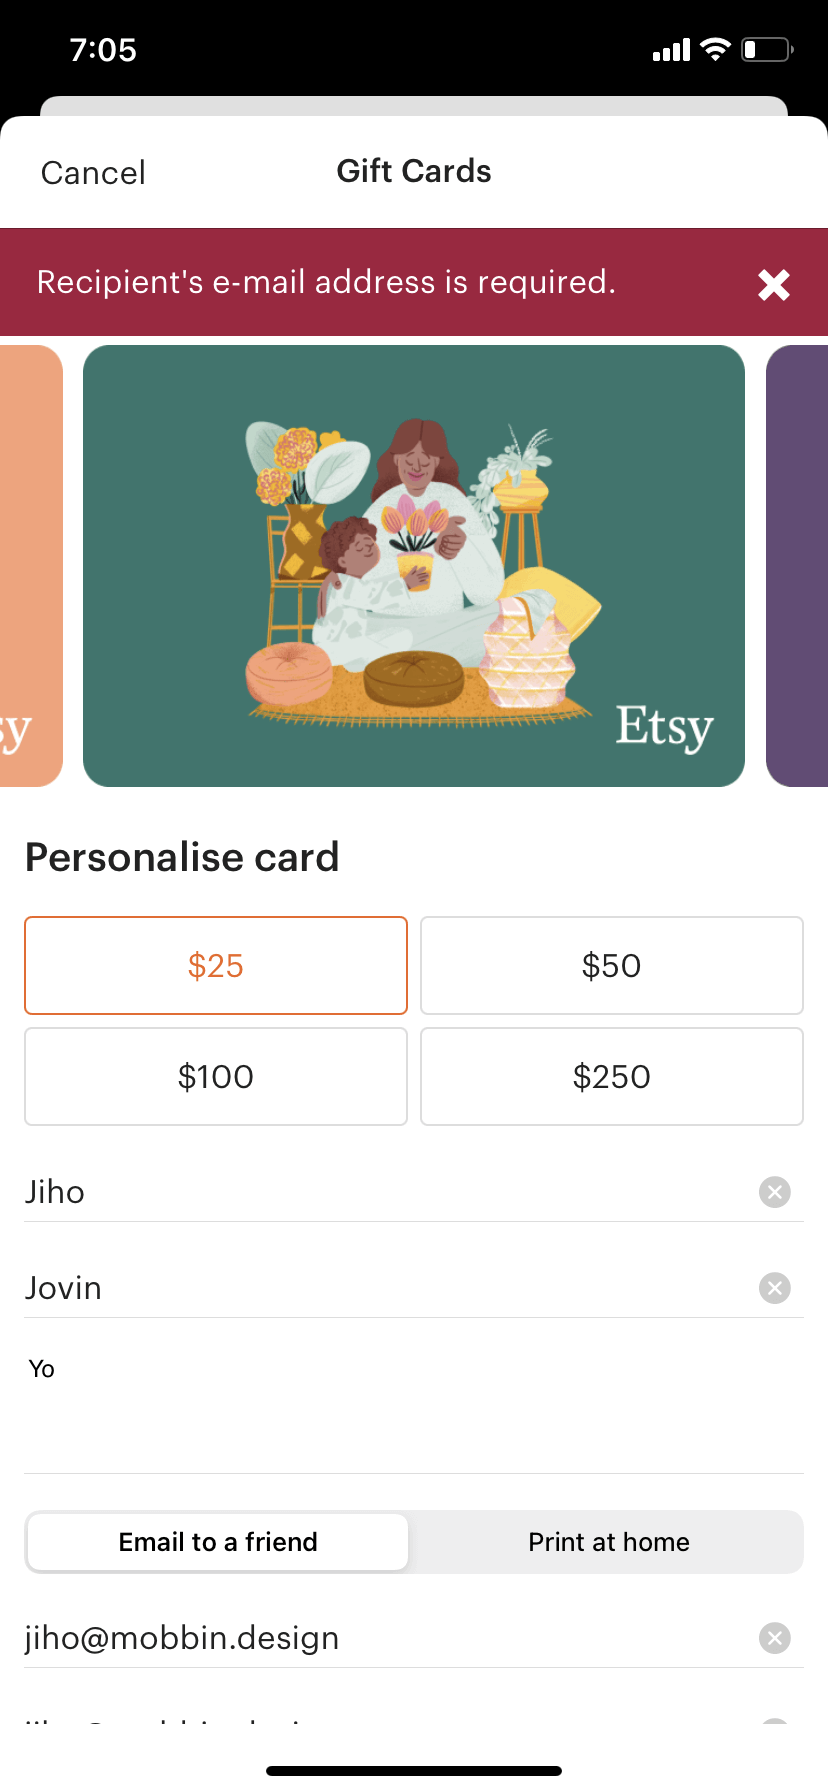 7:05
Cancel
Gift Cards
Recipient's e-mail address is required.
sy
Etsy
Personalise card
$25
$50
$100
$250
Jiho
Jovin
Yo
Email to a friend
Print at home
jiho@mobbin.design